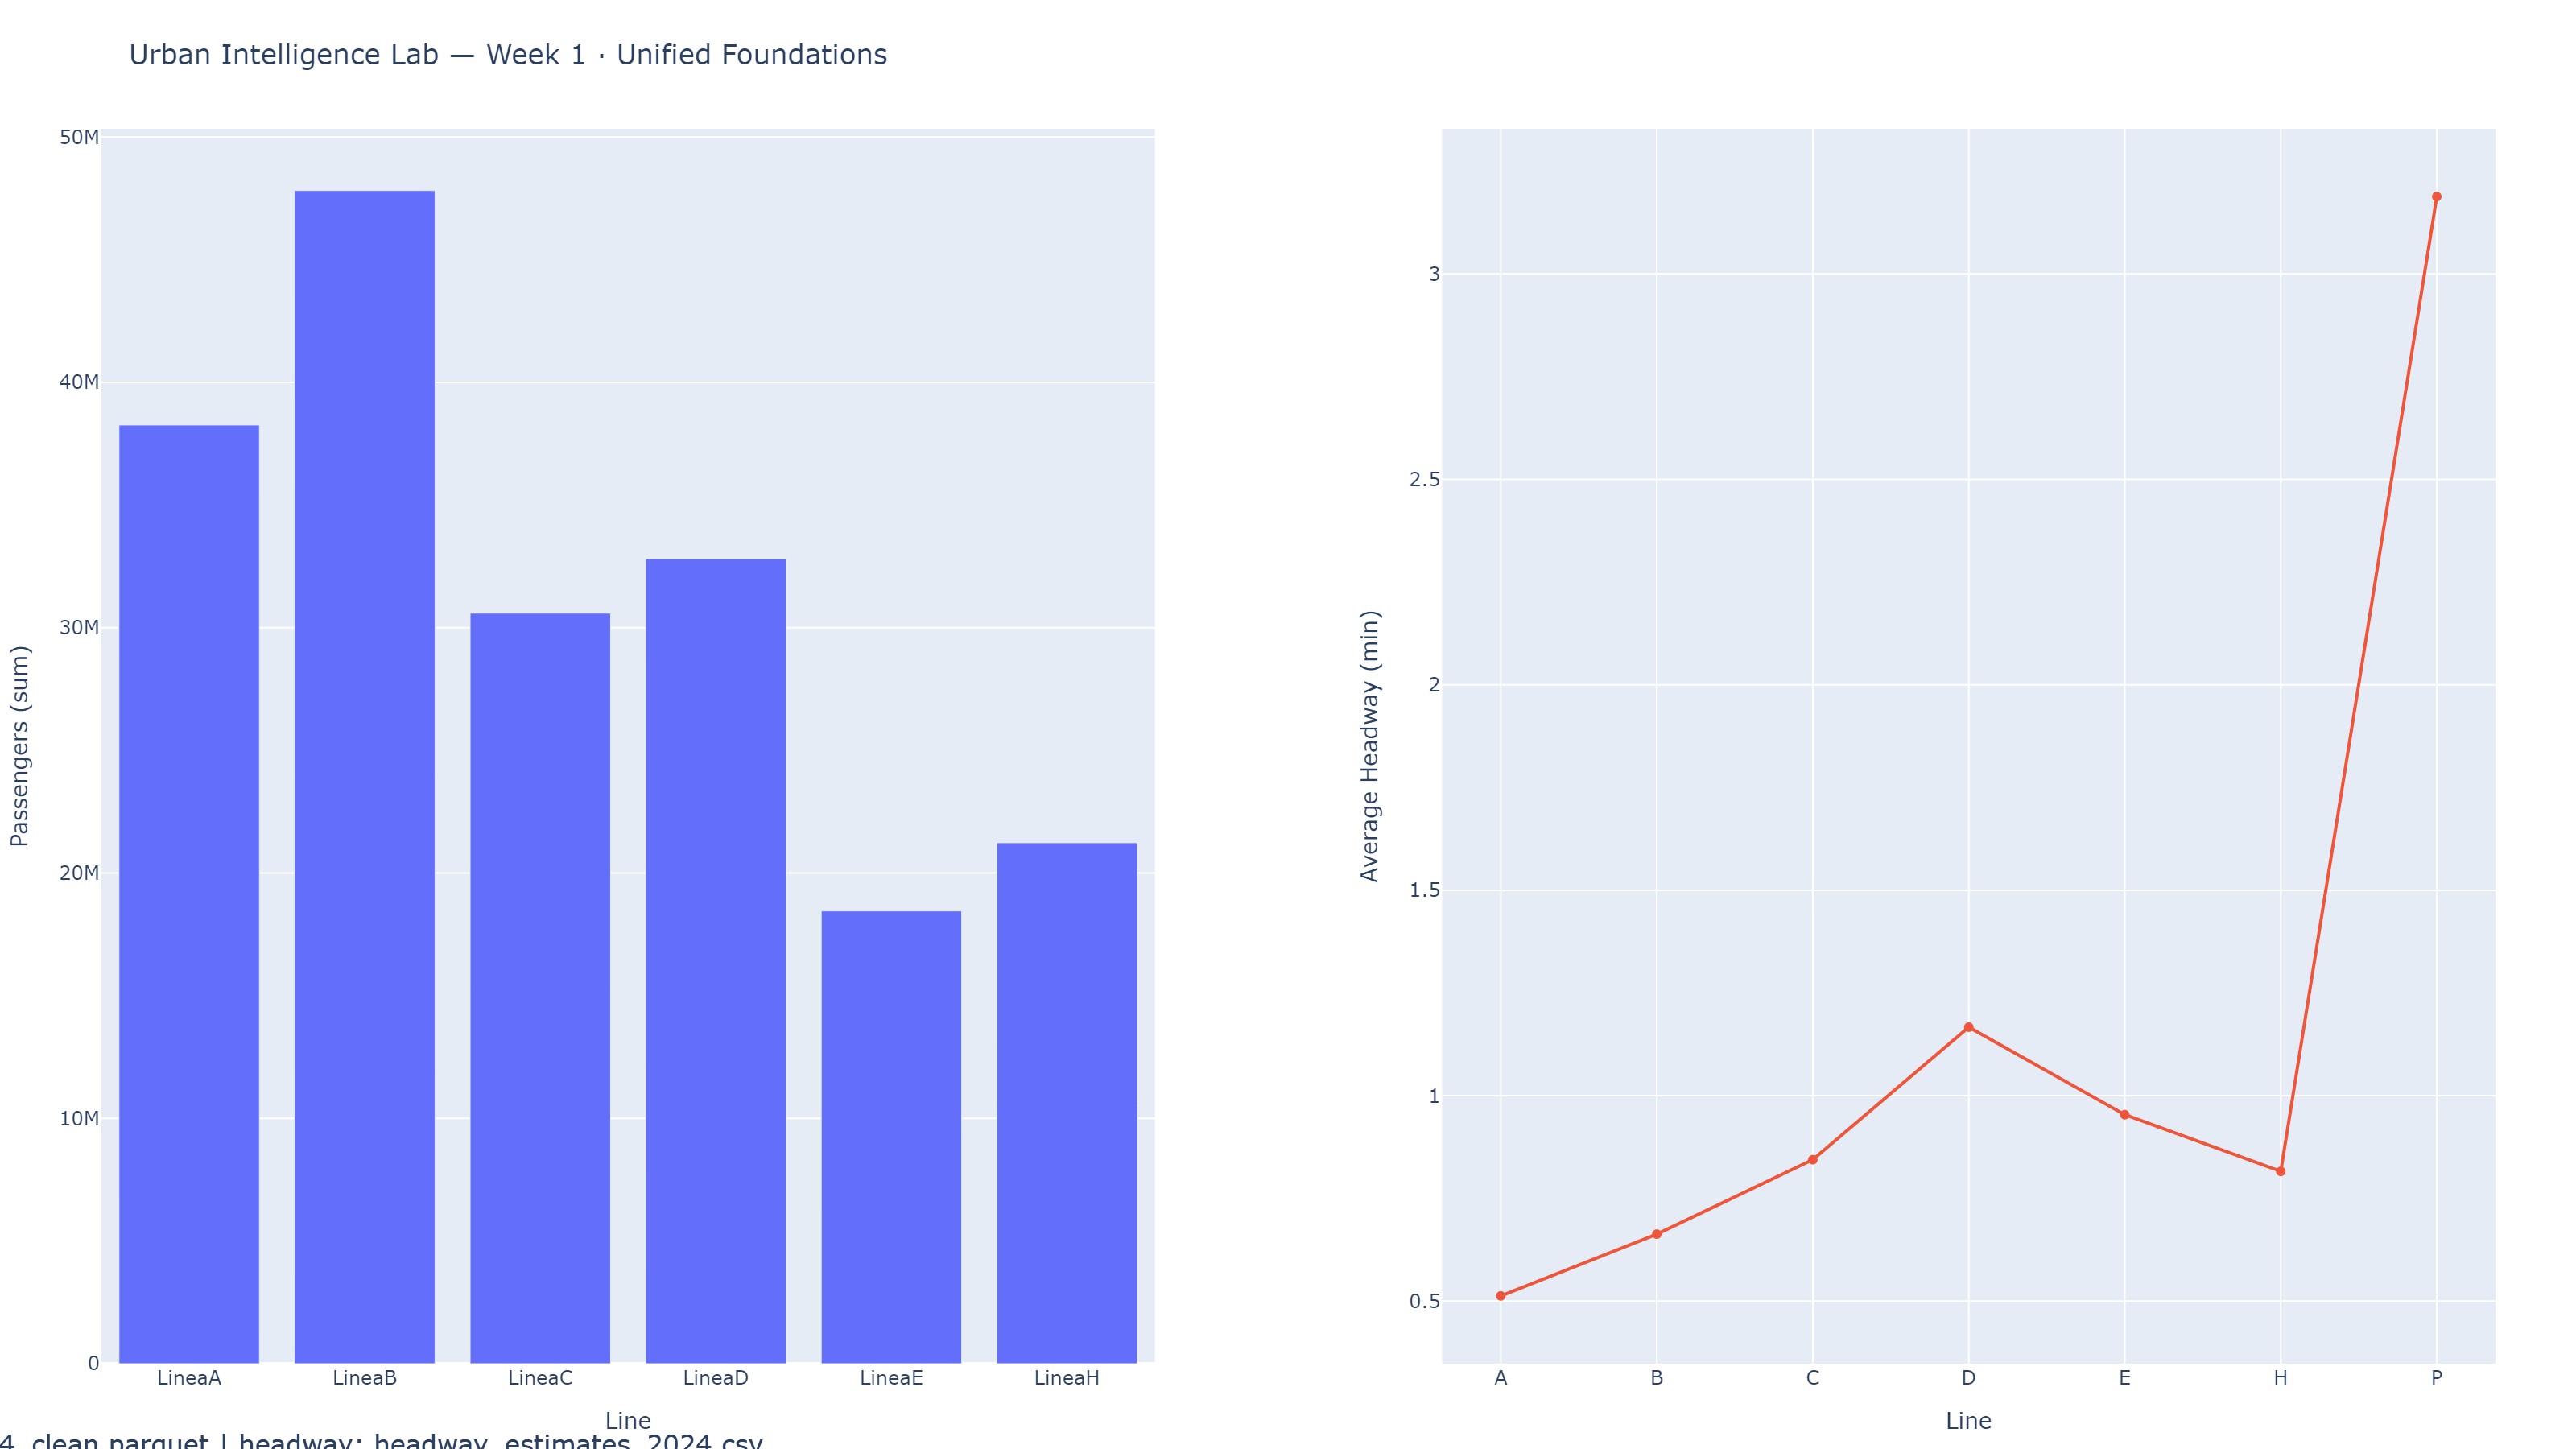 Urban Intelligence Lab — Week 1 · Unified Foundations
50M
40M
30M
20M
10M
0
Passengers (sum)
LineaA LineaB LineaC LineaD LineaE LineaH
Line
3
2.5
2
1.5
1
0.5
Average Headway (min)
A B C D E H P
Line
4_clean.parquet | headway: headway_estimates_2024.csv